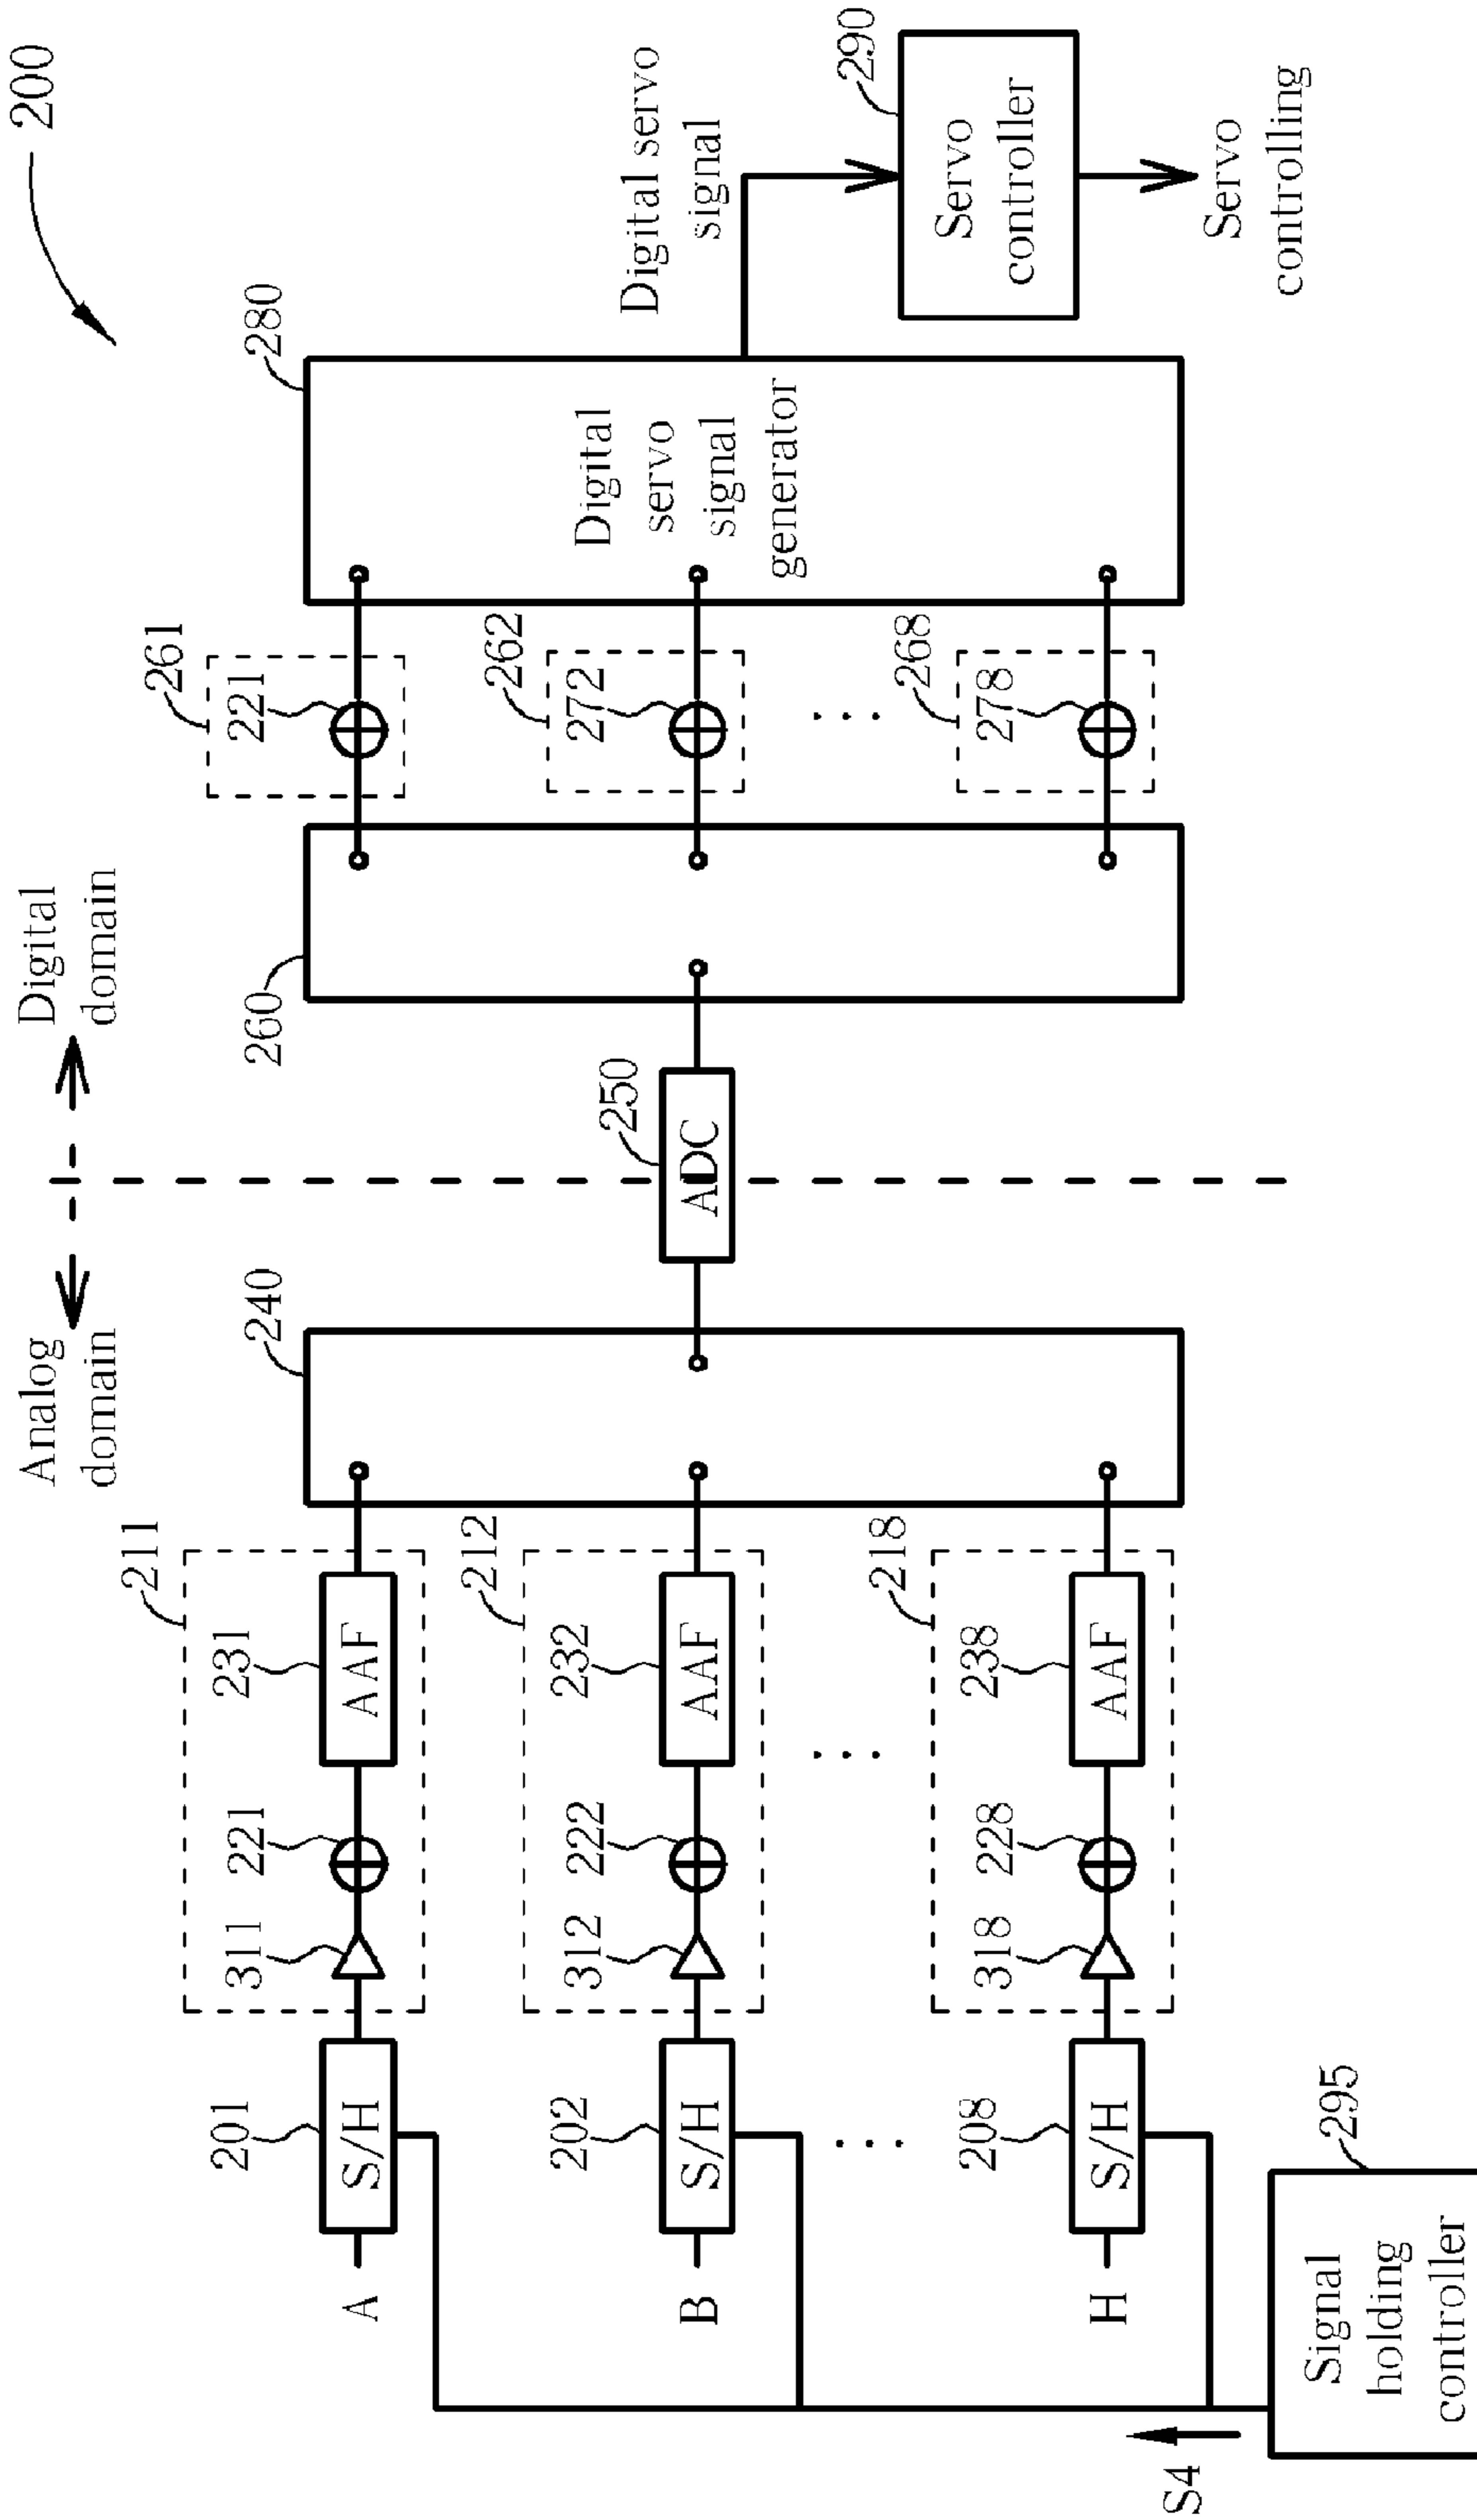 200
Analog
domain
Digital
domain
211
231
221
311
201
A
S/H
AAF
240
260
261
221
280
212
232
222
312
202
B
S/H
AAF
250
ADC
262
272
Digital
servo
signal
generator
Digital servo
signal
290
Servo
controller
Servo
controlling
...
...
...
218
238
228
318
208
H
S/H
AAF
268
278
S4
295
Signal
holding
controller